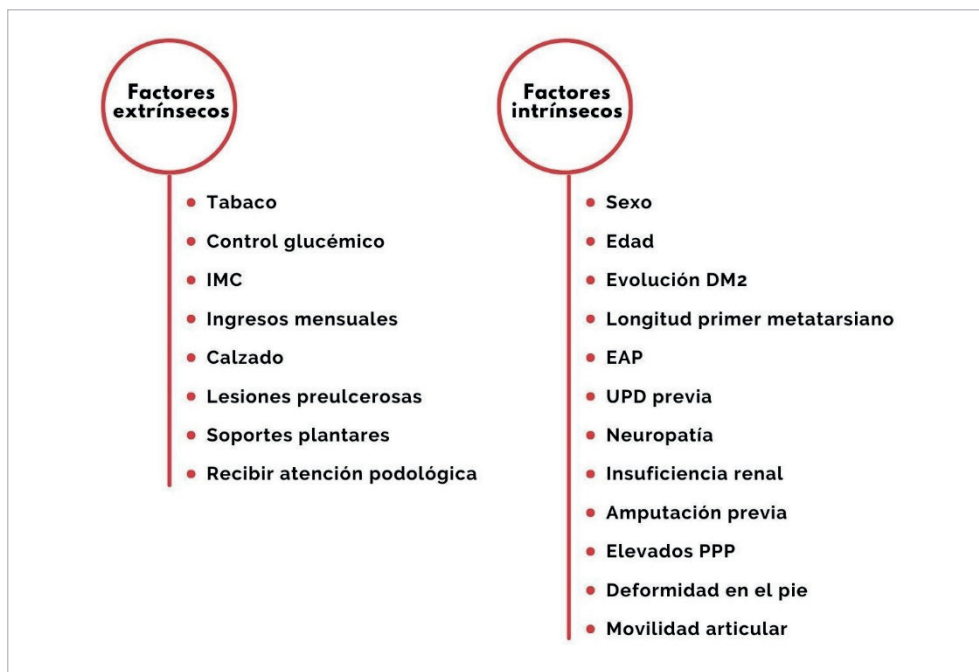 Factores
extrínsecos
Tabaco
Control glucémico
IMC
Ingresos mensuales
Calzado
Lesiones preulcerosas
Soportes plantares
Recibir atención podológica
Factores
intrínsecos
Sexo
Edad
Evolución DM2
Longitud primer metatarsiano
EAP
UPD previa
Neuropatía
Insuficiencia renal
Amputación previa
Elevados PPP
Deformidad en el pie
Movilidad articular